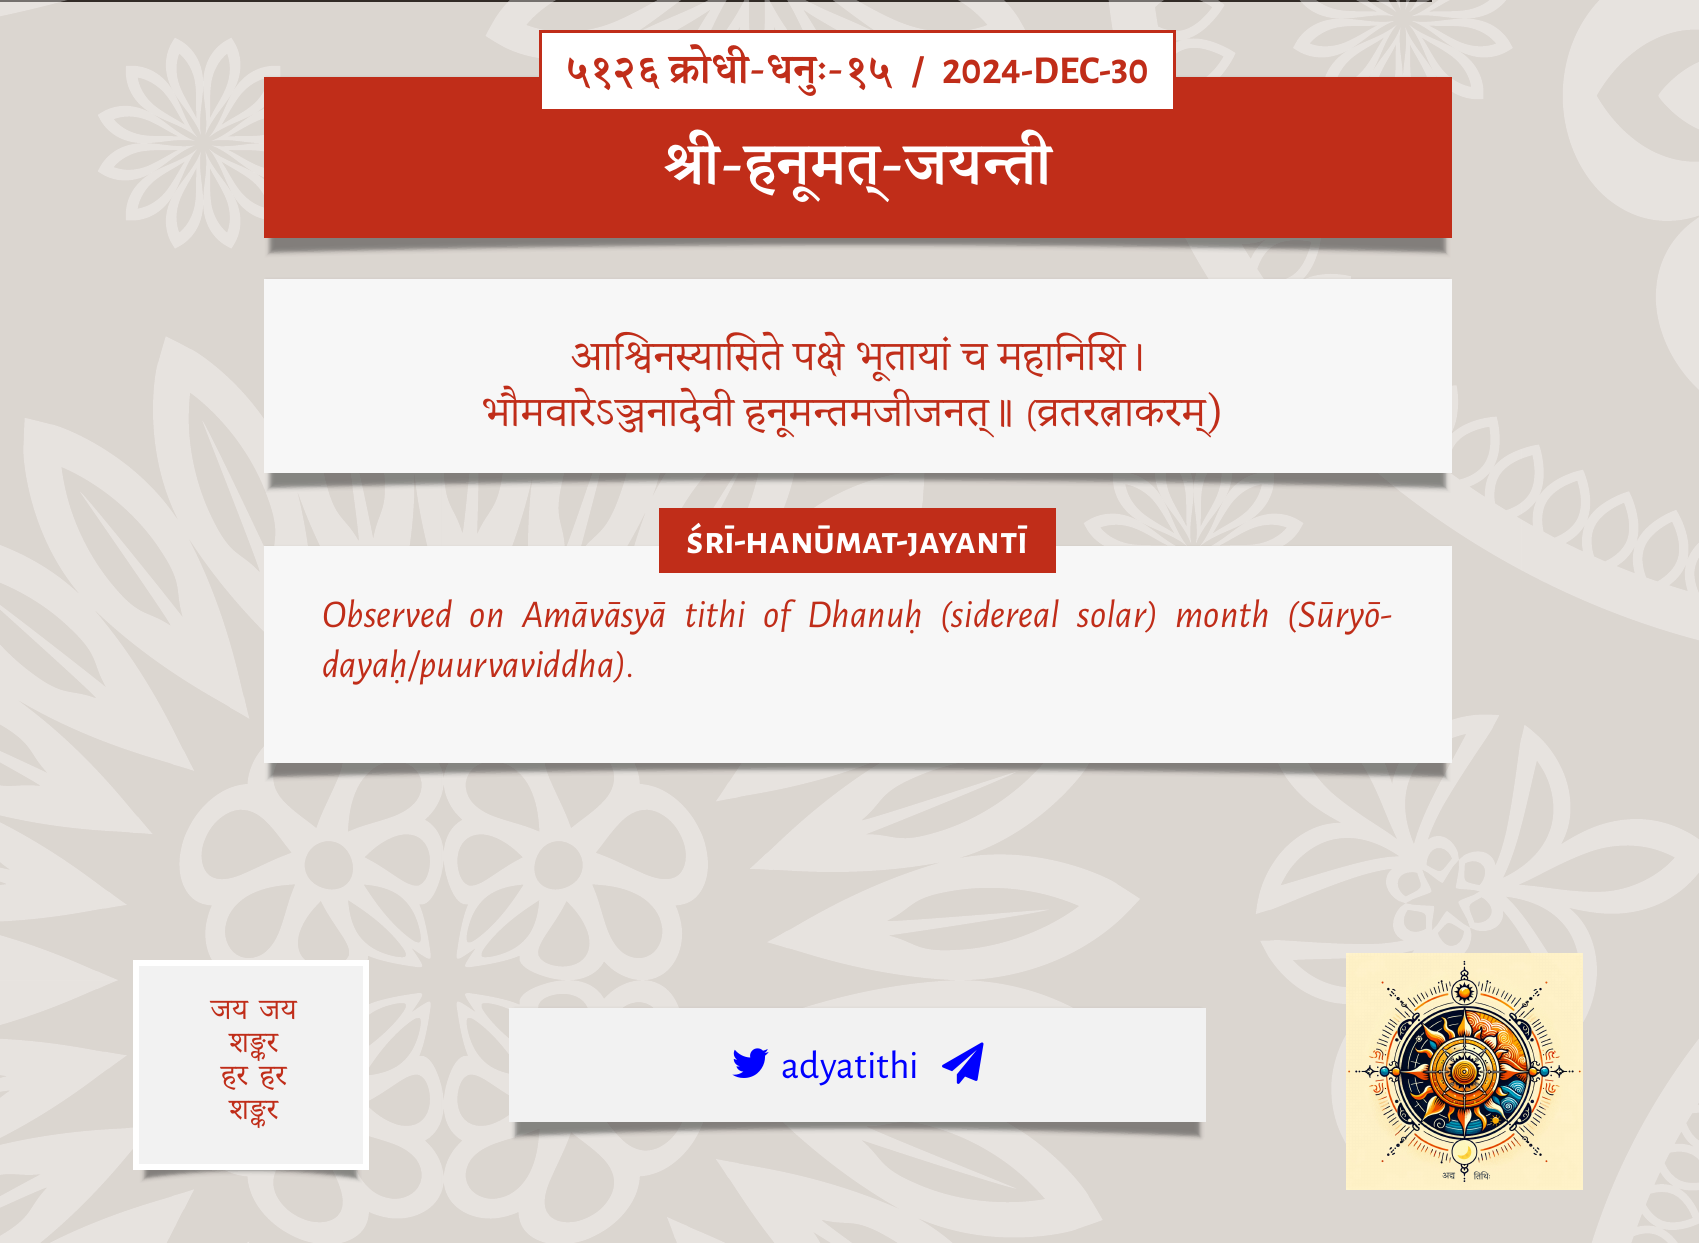 ५१२६ क्रोधी-धनुः-१५ / 2024-DEC-30
श्री-हनूमत्-जयन्ती
आश्विनस्यासिते पक्षे भूतायां च महानिशि।
भौमवारेऽञ्जनादेवी हनूमन्तमजीजनत्॥ (व्रतरत्नाकरम्)
ŚRĪ-HANŪMAT-JAYANTĪ
Observed on Amāvāsyā tithi of Dhanuḥ (sidereal solar) month (Sūryō-
dayaḥ/puurvaviddha).
जय जय
शङ्कर
हर हर
शङ्कर
adyatithi
अद्य तिथिः